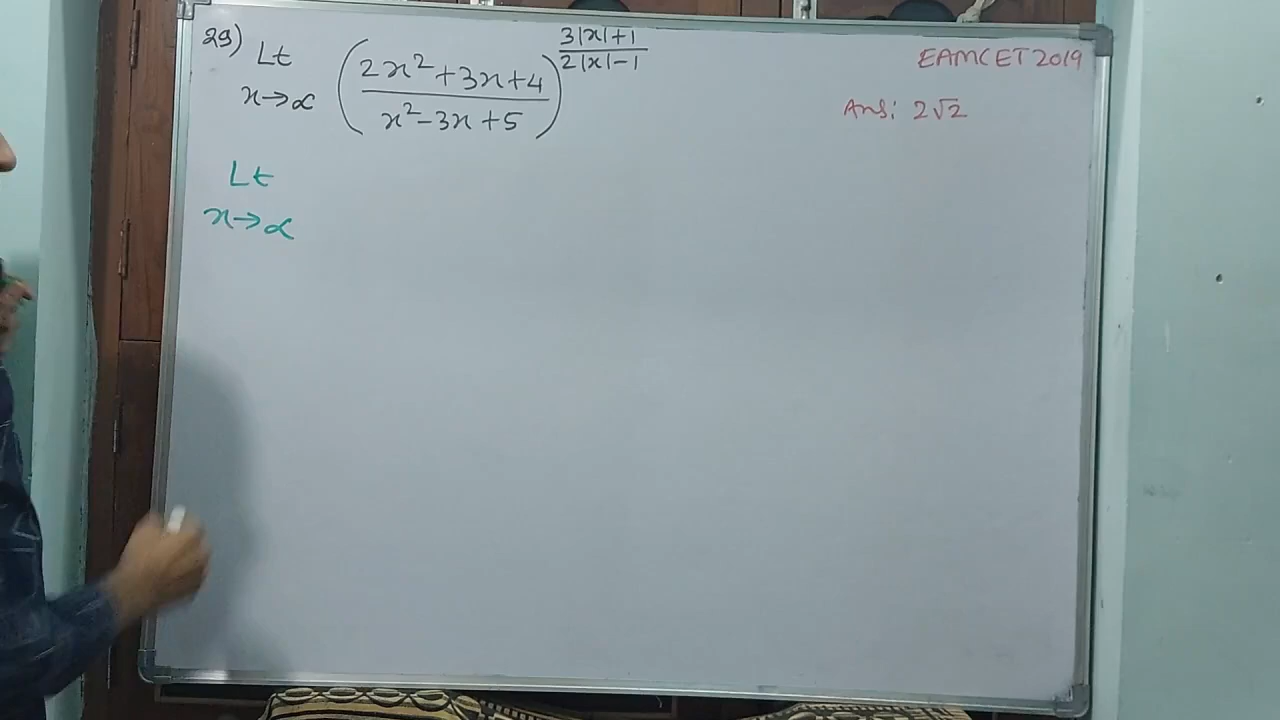 29) Lt x→∝ ( (2x²+3x+4)/(x²-3x+5) )^((3|x|+1)/(2|x|-1))
EAMCET 2019
Ans: 2√2
Lt
x→∝